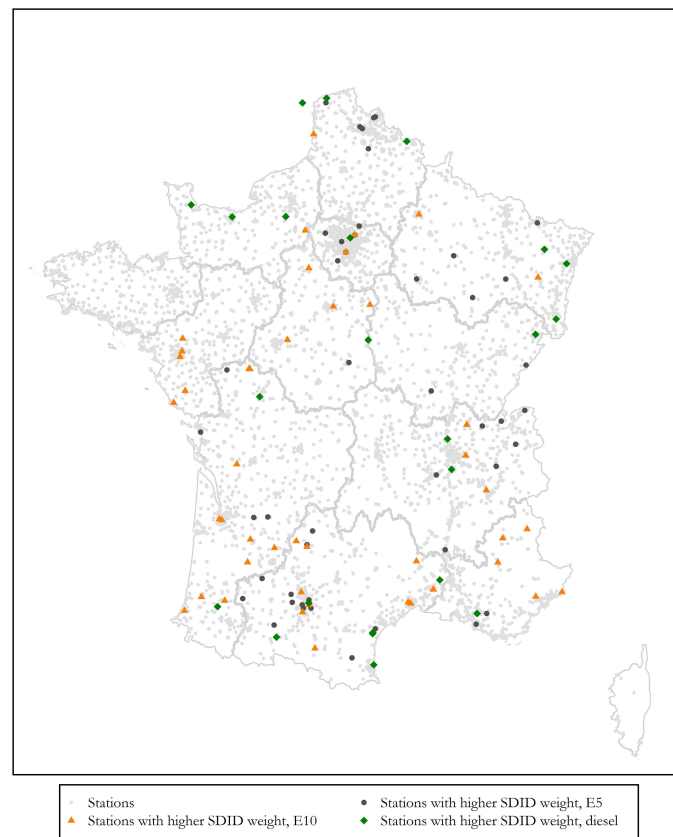 Stations
Stations with higher SDID weight, E5
Stations with higher SDID weight, E10
Stations with higher SDID weight, diesel